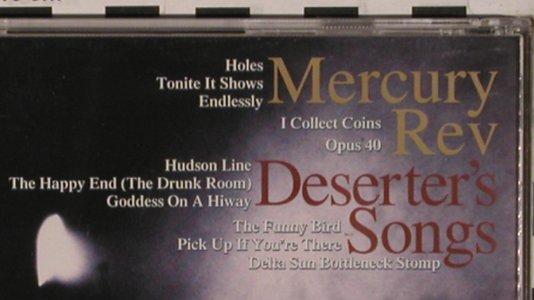 Holes
Tonite It Shows
Endlessly
Mercury
I Collect Coins
Opus 40
Rev
Hudson Line
The Happy End (The Drunk Room)
Goddess On A Hiway
Deserter's
The Funny Bird
Pick Up If You're There
Songs
Delta Sun Bottleneck Stomp